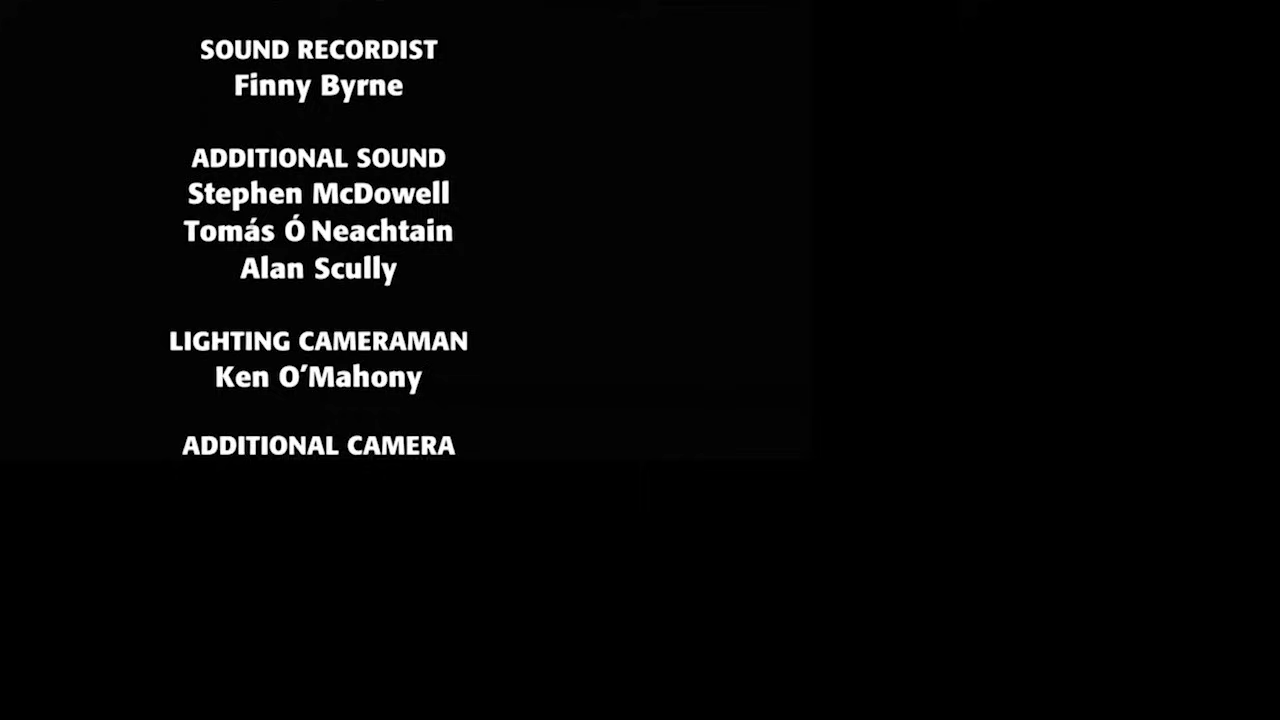 SOUND RECORDIST
Finny Byrne
ADDITIONAL SOUND
Stephen McDowell
Tomás Ó Neachtain
Alan Scully
LIGHTING CAMERAMAN
Ken O’Mahony
ADDITIONAL CAMERA